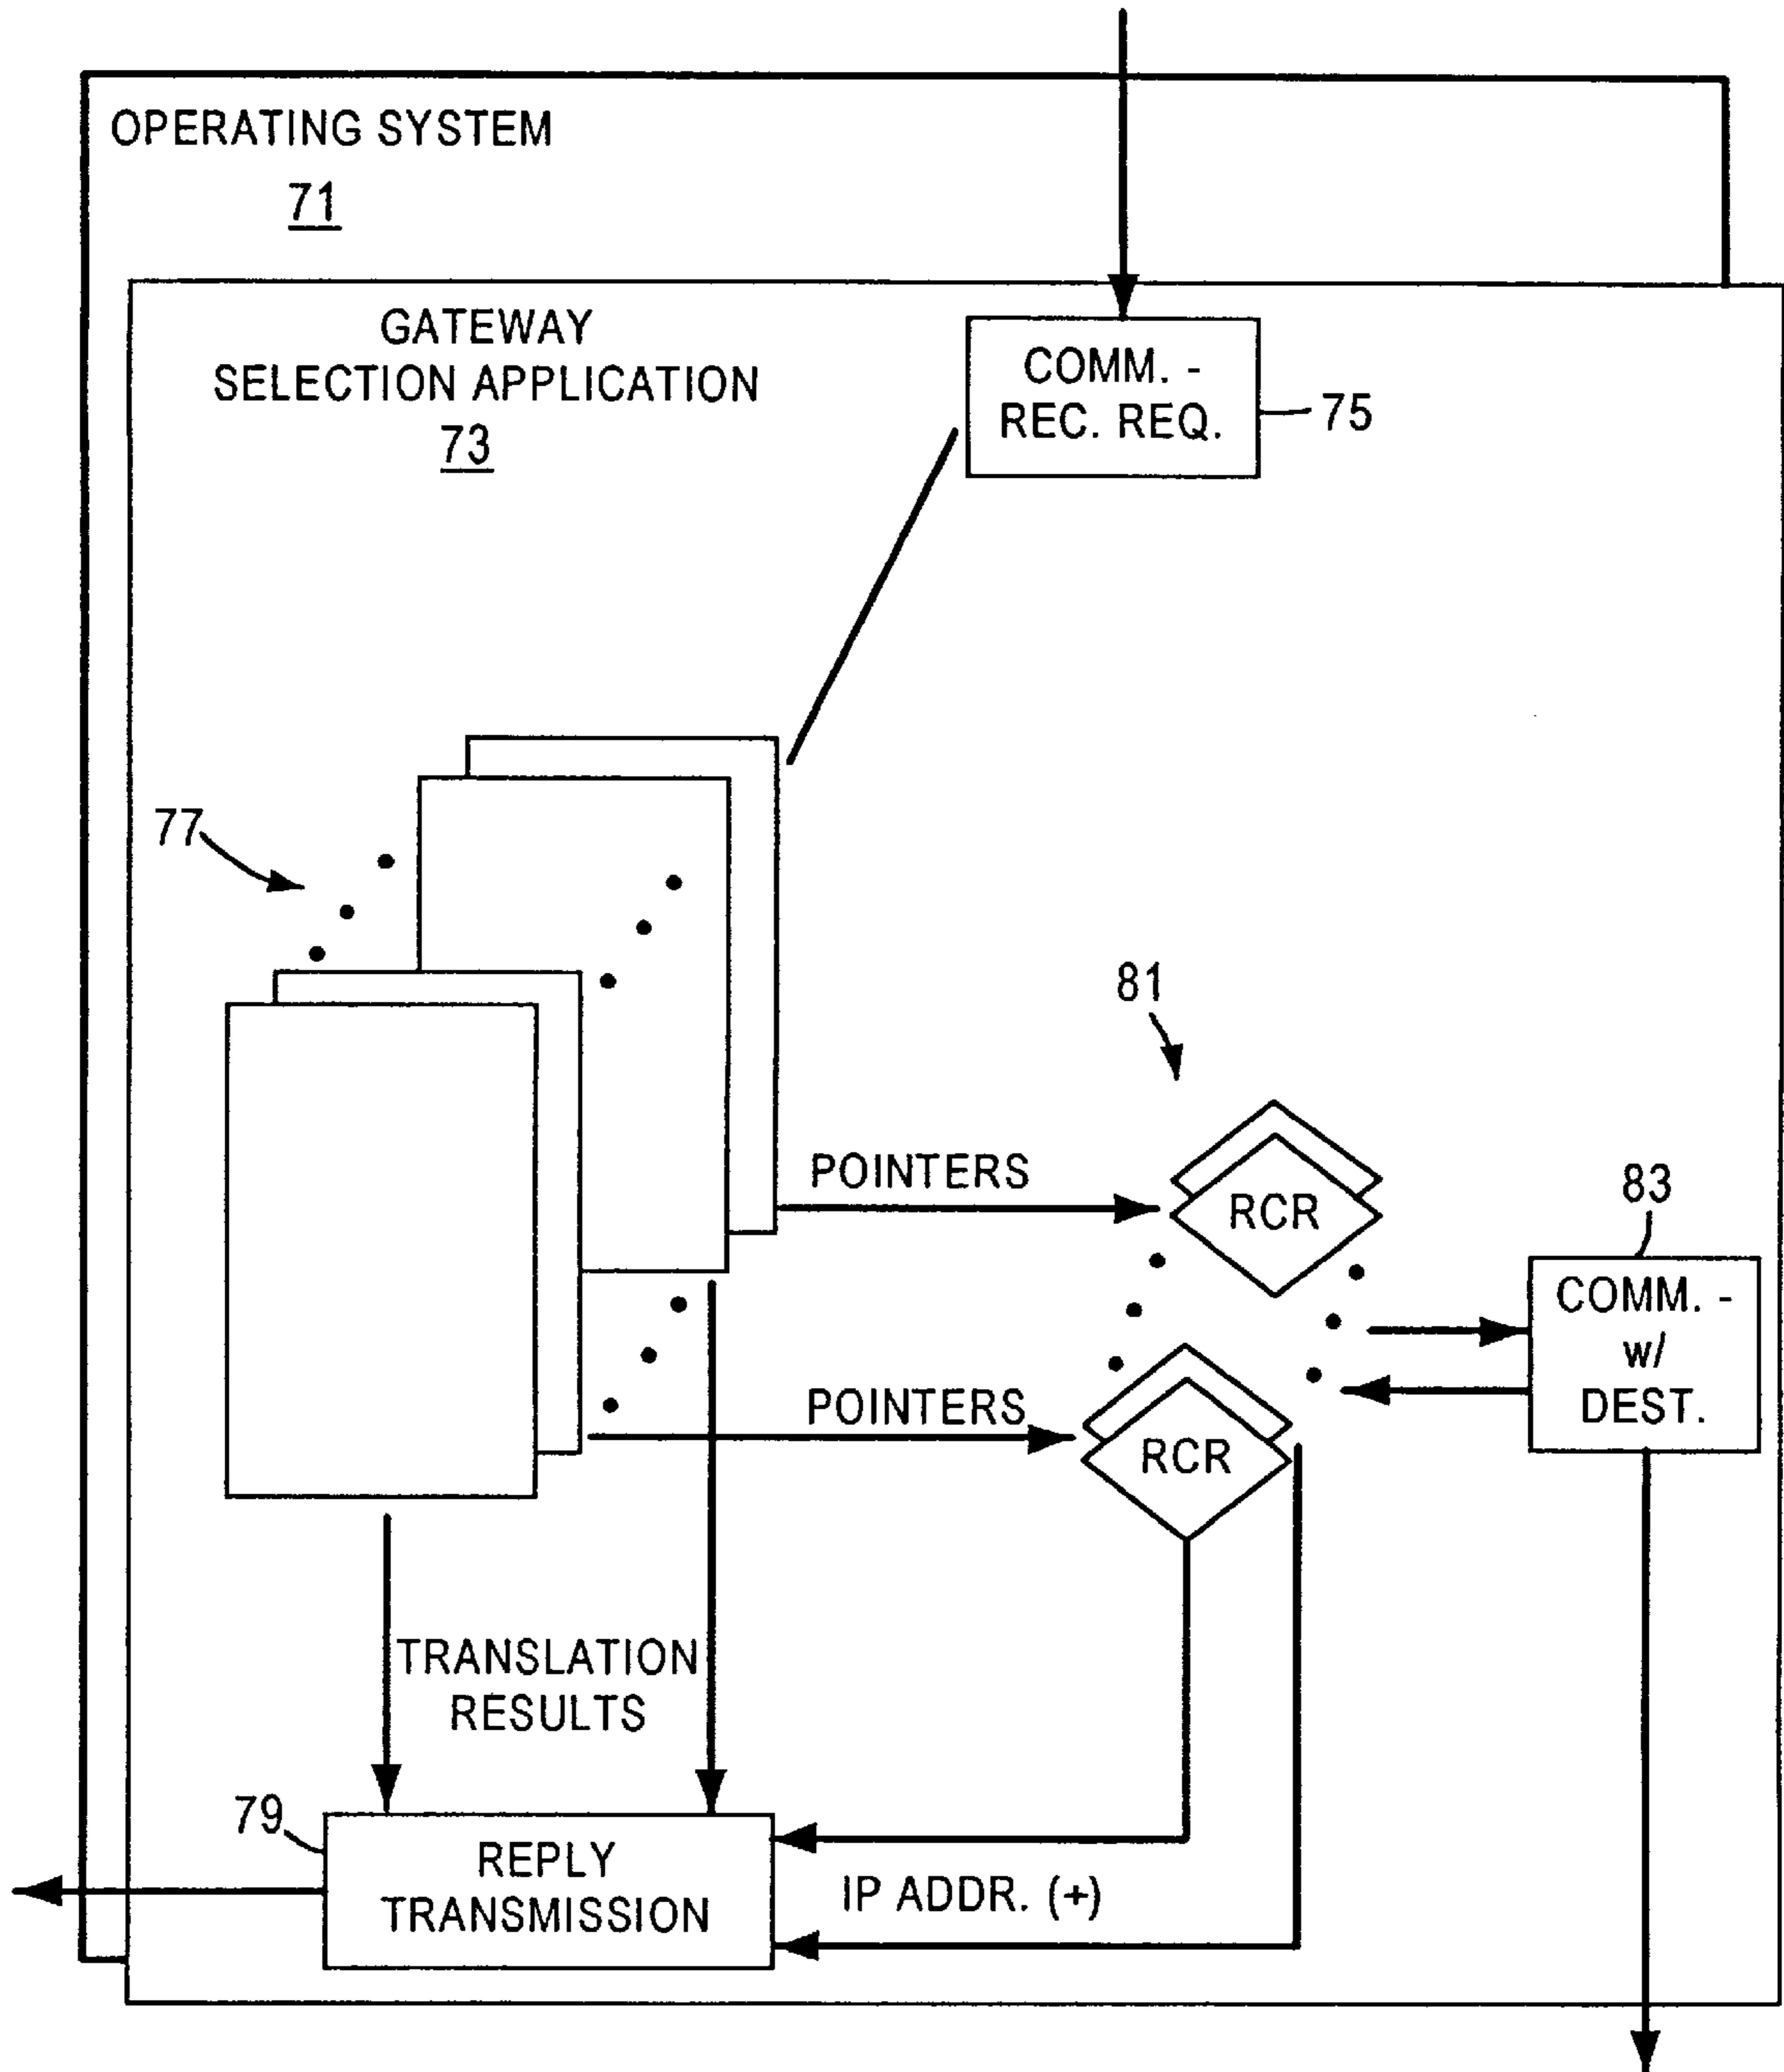 OPERATING SYSTEM
71
GATEWAY
SELECTION APPLICATION
73
COMM. -
REC. REQ.
75
77
81
POINTERS
RCR
83
COMM. -
w/
DEST.
POINTERS
RCR
TRANSLATION
RESULTS
79
REPLY
TRANSMISSION
IP ADDR. (+)